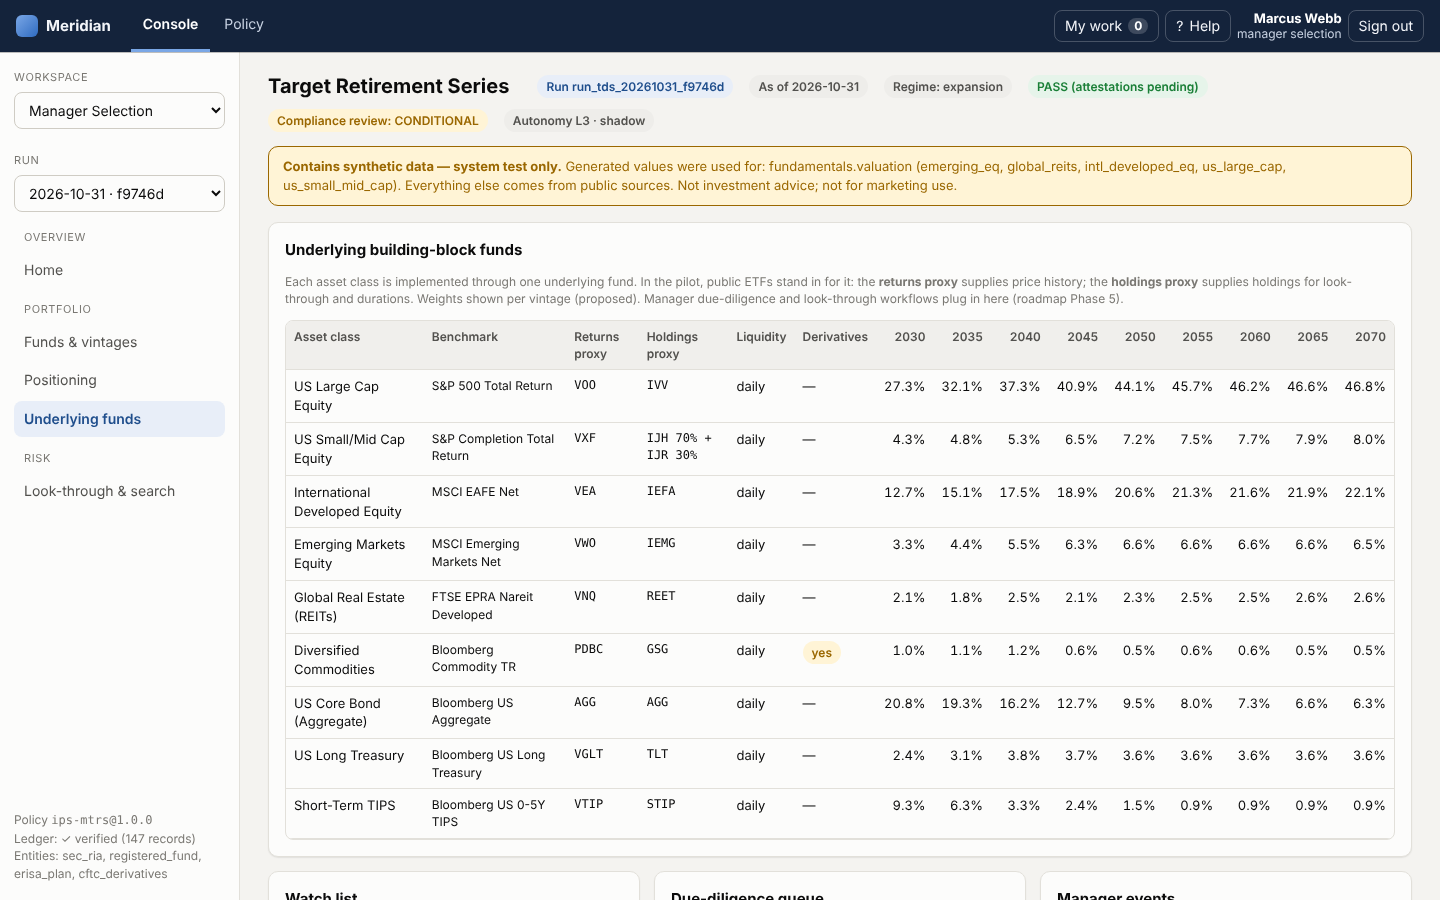 Meridian
Console
Policy
My work 0
? Help
Marcus Webb
manager selection
Sign out
WORKSPACE
Manager Selection
RUN
2026-10-31 · f9746d
OVERVIEW
Home
PORTFOLIO
Funds & vintages
Positioning
Underlying funds
RISK
Look-through & search
Policy ips-mtrs@1.0.0
Ledger: ✓ verified (147 records)
Entities: sec_ria, registered_fund,
erisa_plan, cftc_derivatives
Target Retirement Series
Run run_tds_20261031_f9746d
As of 2026-10-31
Regime: expansion
PASS (attestations pending)
Compliance review: CONDITIONAL
Autonomy L3 · shadow
Contains synthetic data — system test only. Generated values were used for: fundamentals.valuation (emerging_eq, global_reits, intl_developed_eq, us_large_cap,
us_small_mid_cap). Everything else comes from public sources. Not investment advice; not for marketing use.
Underlying building-block funds
Each asset class is implemented through one underlying fund. In the pilot, public ETFs stand in for it: the returns proxy supplies price history; the holdings proxy supplies holdings for look-
through and durations. Weights shown per vintage (proposed). Manager due-diligence and look-through workflows plug in here (roadmap Phase 5).
Asset class Benchmark Returns proxy Holdings proxy Liquidity Derivatives 2030 2035 2040 2045 2050 2055 2060 2065 2070
US Large Cap Equity S&P 500 Total Return VOO IVV daily — 27.3% 32.1% 37.3% 40.9% 44.1% 45.7% 46.2% 46.6% 46.8%
US Small/Mid Cap Equity S&P Completion Total Return VXF IJH 70% + IJR 30% daily — 4.3% 4.8% 5.3% 6.5% 7.2% 7.5% 7.7% 7.9% 8.0%
International Developed Equity MSCI EAFE Net VEA IEFA daily — 12.7% 15.1% 17.5% 18.9% 20.6% 21.3% 21.6% 21.9% 22.1%
Emerging Markets Equity MSCI Emerging Markets Net VWO IEMG daily — 3.3% 4.4% 5.5% 6.3% 6.6% 6.6% 6.6% 6.6% 6.5%
Global Real Estate (REITs) FTSE EPRA Nareit Developed VNQ REET daily — 2.1% 1.8% 2.5% 2.1% 2.3% 2.5% 2.5% 2.6% 2.6%
Diversified Commodities Bloomberg Commodity TR PDBC GSG daily yes 1.0% 1.1% 1.2% 0.6% 0.5% 0.6% 0.6% 0.5% 0.5%
US Core Bond (Aggregate) Bloomberg US Aggregate AGG AGG daily — 20.8% 19.3% 16.2% 12.7% 9.5% 8.0% 7.3% 6.6% 6.3%
US Long Treasury Bloomberg US Long Treasury VGLT TLT daily — 2.4% 3.1% 3.8% 3.7% 3.6% 3.6% 3.6% 3.6% 3.6%
Short-Term TIPS Bloomberg US 0-5Y TIPS VTIP STIP daily — 9.3% 6.3% 3.3% 2.4% 1.5% 0.9% 0.9% 0.9% 0.9%
Watch list
Due-diligence queue
Manager events